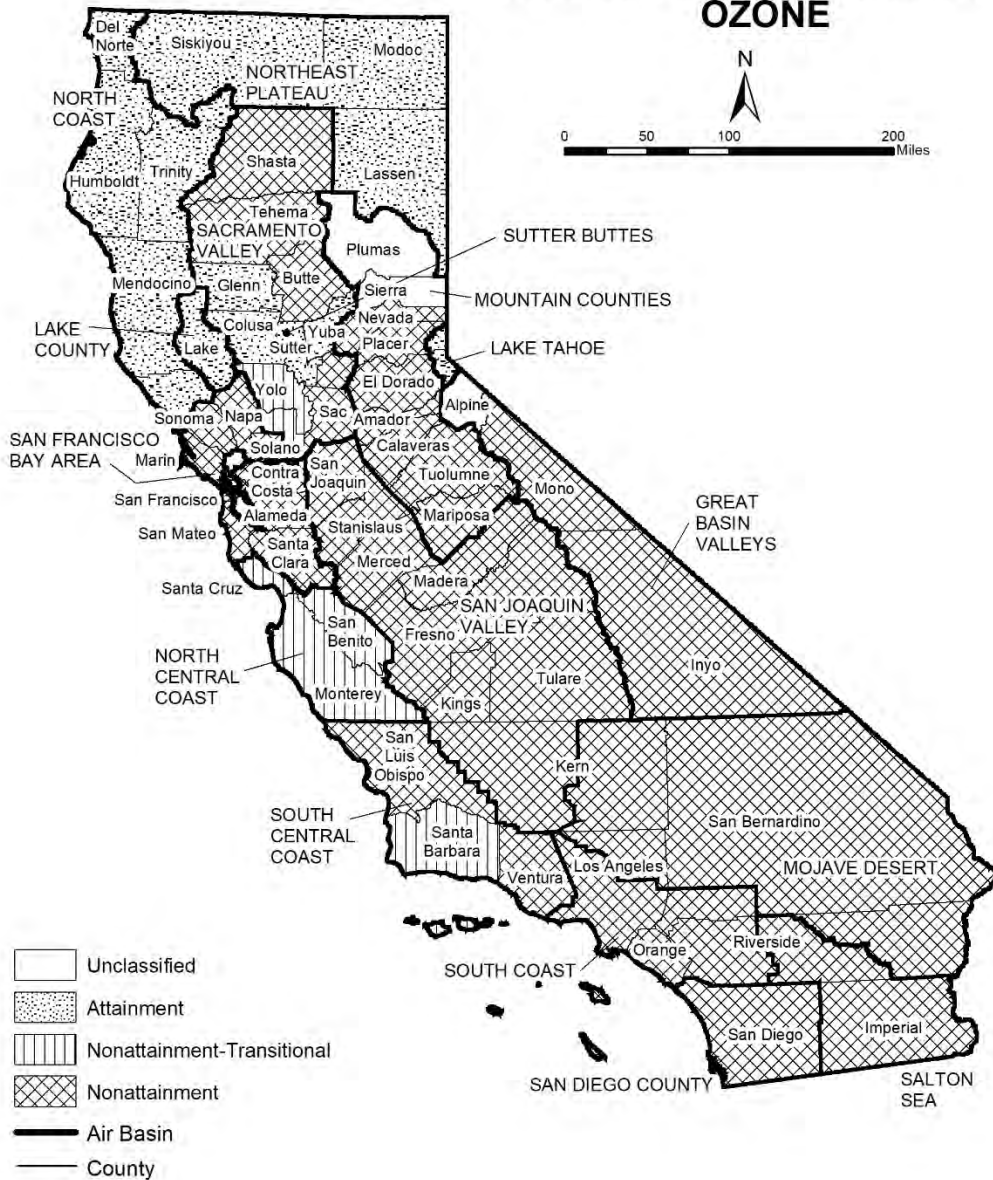 OZONE
N
0 50 100 200
Miles
Del
Norte
Siskiyou
Modoc
NORTHEAST
PLATEAU
NORTH
COAST
Shasta
Trinity
Humboldt
Lassen
Tehema
SACRAMENTO
VALLEY
Plumas
SUTTER BUTTES
Butte
Mendocino
Glenn
Sierra
MOUNTAIN COUNTIES
Nevada
Colusa
Yuba
LAKE
COUNTY
Lake
Sutter
Placer
LAKE TAHOE
El Dorado
Yolo
Alpine
Sonoma
Napa
Sac
Amador
SAN FRANCISCO
BAY AREA
Solano
Calaveras
Marin
Contra
Costa
San
Joaquin
Tuolumne
Mono
San Francisco
Alameda
Stanislaus
Mariposa
GREAT
BASIN
VALLEYS
San Mateo
Santa
Clara
Merced
Madera
Santa Cruz
SAN JOAQUIN
VALLEY
San
Benito
Fresno
NORTH
CENTRAL
COAST
Inyo
Tulare
Monterey
Kings
San
Luis
Obispo
Kern
SOUTH
CENTRAL
COAST
San Bernardino
Santa
Barbara
Los Angeles
MOJAVE DESERT
Ventura
Orange
Riverside
SOUTH COAST
San Diego
Imperial
SAN DIEGO COUNTY
SALTON
SEA
Unclassified
Attainment
Nonattainment-Transitional
Nonattainment
Air Basin
County